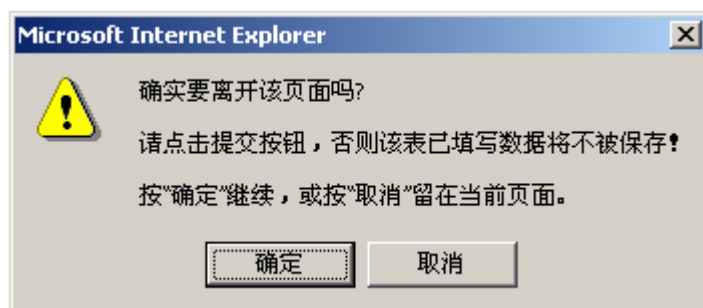 Microsoft Internet Explorer
确实要离开该页面吗?
请点击提交按钮，否则该表已填写数据将不被保存！
按"确定"继续，或按"取消"留在当前页面。
确定
取消